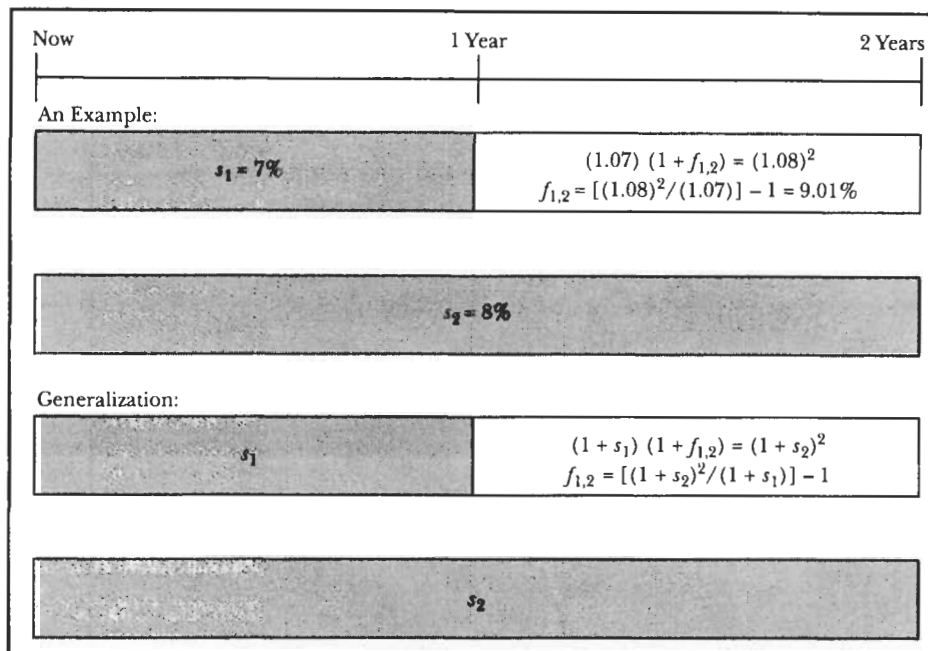 Now 1 Year 2 Years
An Example:
s₁ = 7%
(1.07) (1 + f₁,₂) = (1.08)²
f₁,₂ = [(1.08)²/(1.07)] − 1 = 9.01%
s₂ = 8%
Generalization:
s₁
(1 + s₁) (1 + f₁,₂) = (1 + s₂)²
f₁,₂ = [(1 + s₂)²/(1 + s₁)] − 1
s₂